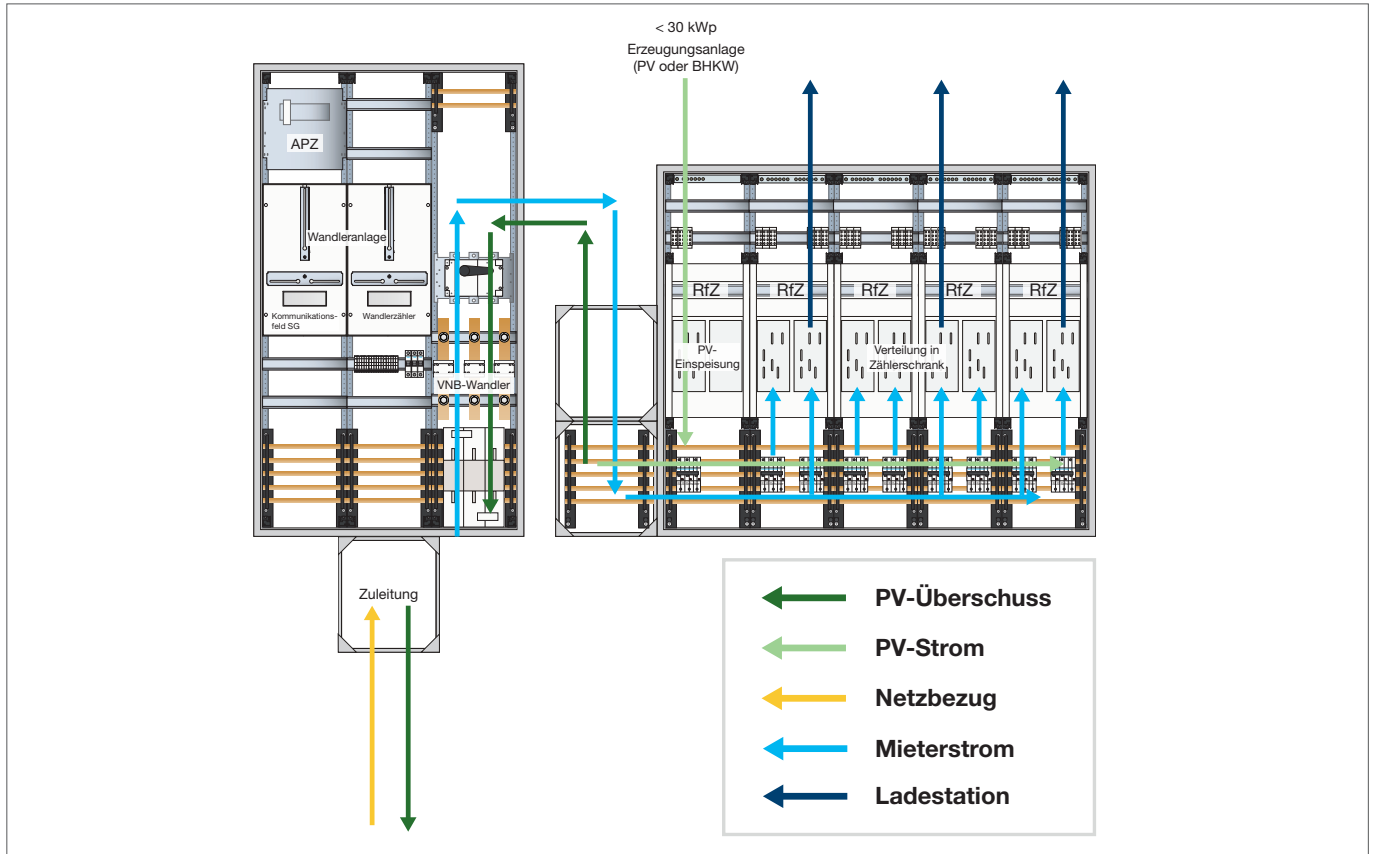 < 30 kWp
Erzeugungsanlage
(PV oder BHKW)
APZ
Wandleranlage
Kommunikations-
feld SG
Wandlerzähler
VNB-Wandler
Zuleitung
RfZ
RfZ
RfZ
RfZ
RfZ
PV-
Einspeisung
Verteilung in
Zählerschrank
PV-Überschuss
PV-Strom
Netzbezug
Mieterstrom
Ladestation